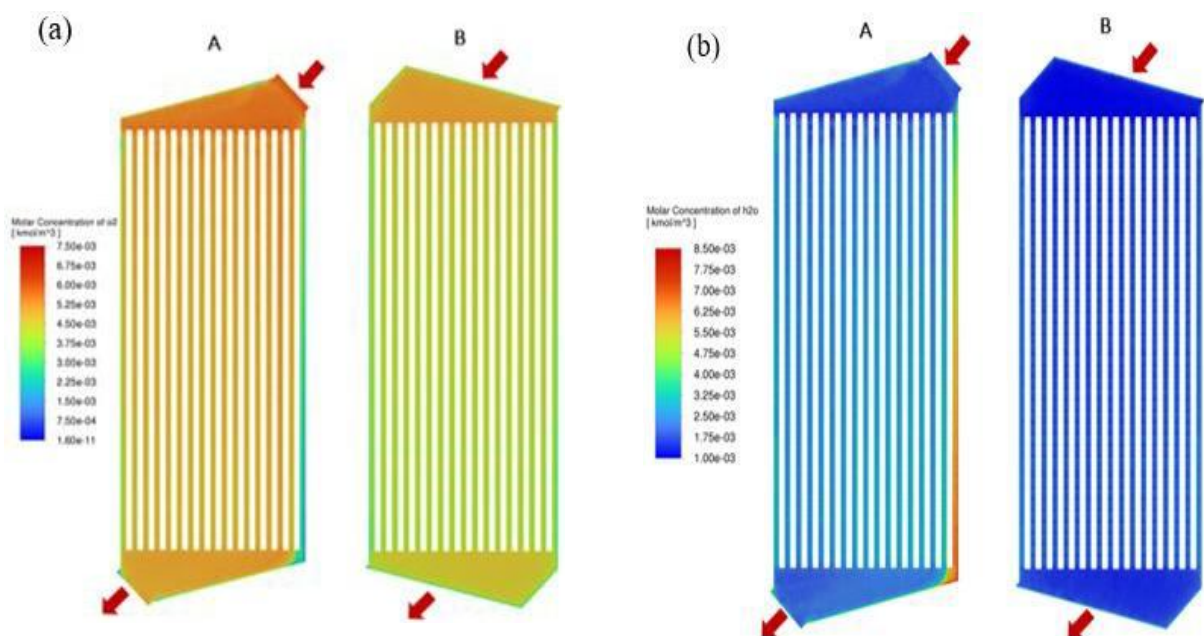 (a)
A
B
Molar Concentration of o2
[ kmol/m^3 ]
7.50e-03
6.75e-03
6.00e-03
5.25e-03
4.50e-03
3.75e-03
3.00e-03
2.25e-03
1.50e-03
7.50e-04
1.60e-11
(b)
A
B
Molar Concentration of h2o
[ kmol/m^3 ]
8.50e-03
7.75e-03
7.00e-03
6.25e-03
5.50e-03
4.75e-03
4.00e-03
3.25e-03
2.50e-03
1.75e-03
1.00e-03